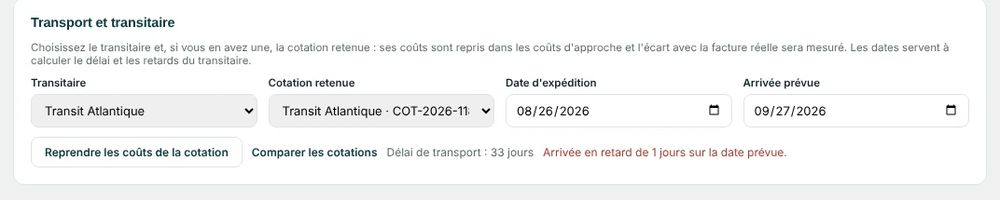 Transport et transitaire
Choisissez le transitaire et, si vous en avez une, la cotation retenue : ses coûts sont repris dans les coûts d'approche et l'écart avec la facture réelle sera mesuré. Les dates servent à
calculer le délai et les retards du transitaire.
Transitaire
Cotation retenue
Date d'expédition
Arrivée prévue
Transit Atlantique
Transit Atlantique · COT-2026-11
08/26/2026
09/27/2026
Reprendre les coûts de la cotation
Comparer les cotations
Délai de transport : 33 jours
Arrivée en retard de 1 jours sur la date prévue.